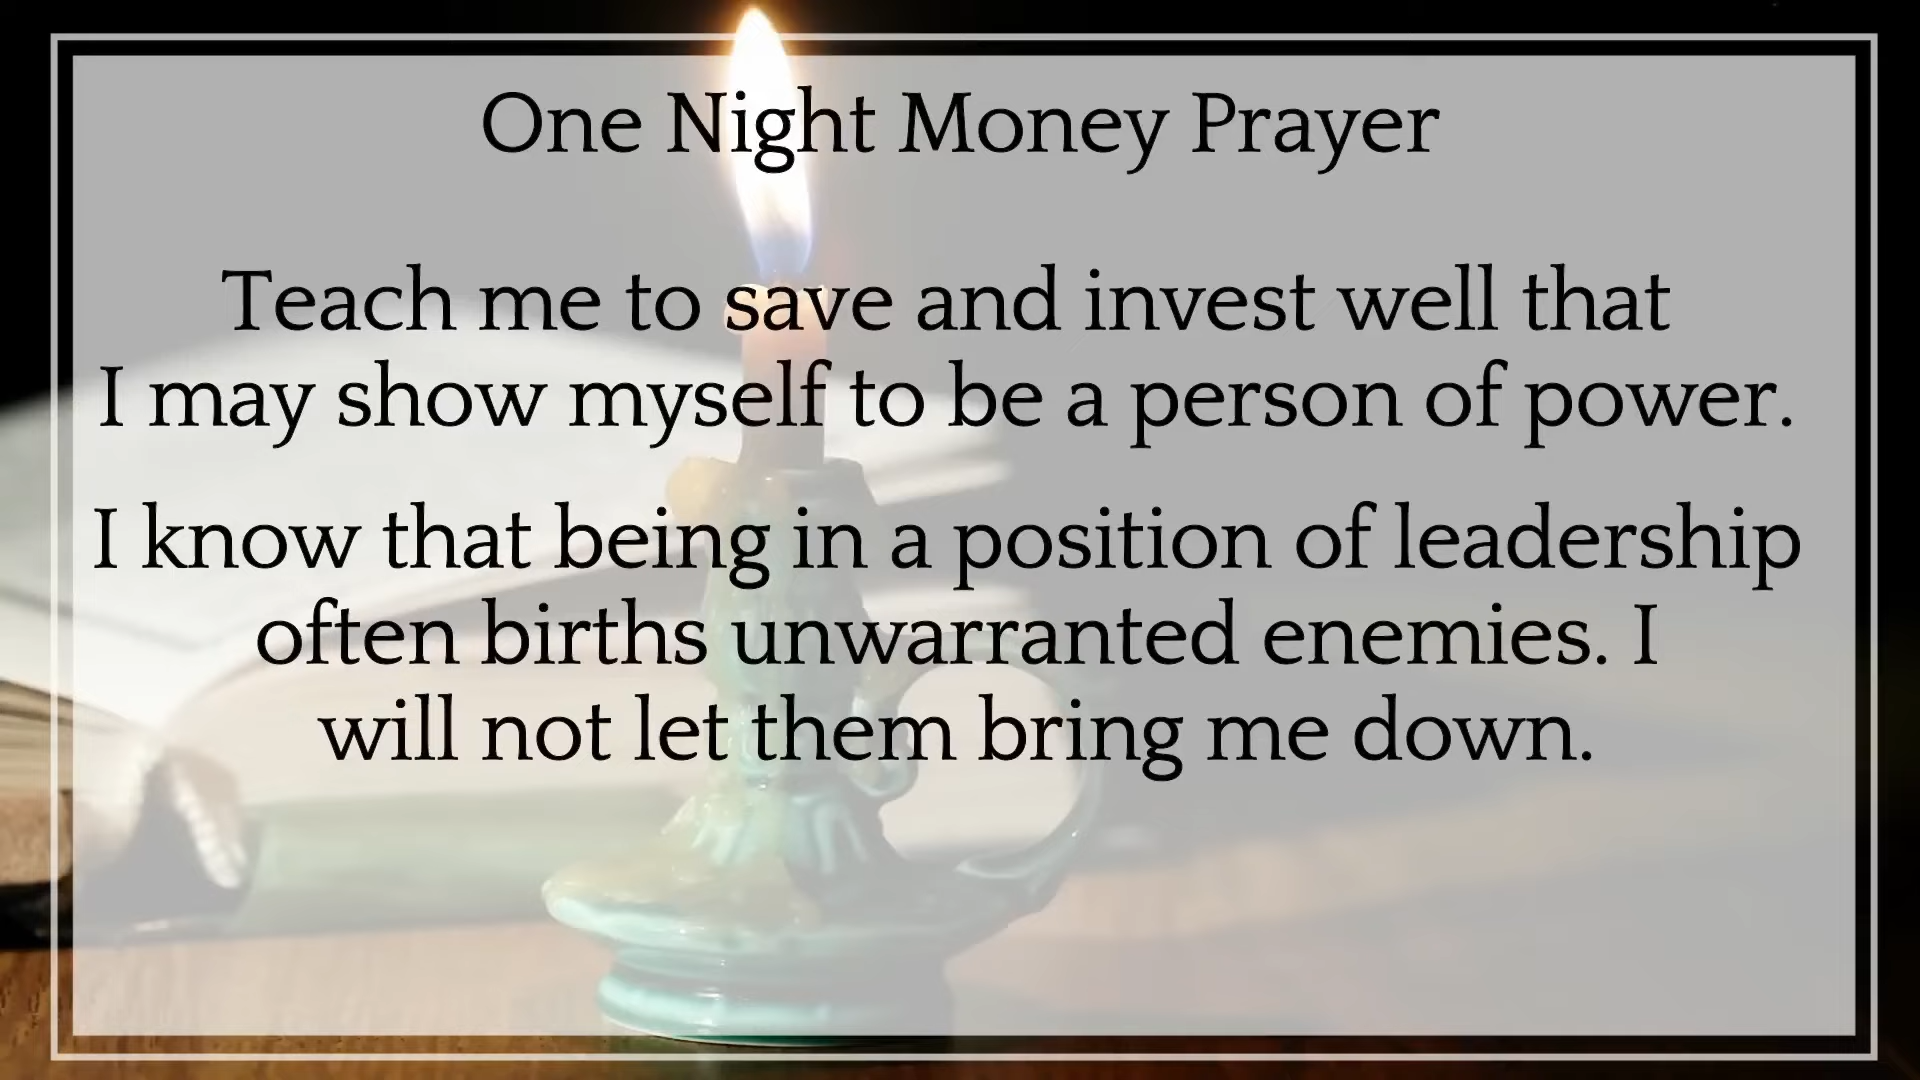 One Night Money Prayer
Teach me to save and invest well that
I may show myself to be a person of power.
I know that being in a position of leadership
often births unwarranted enemies. I
will not let them bring me down.